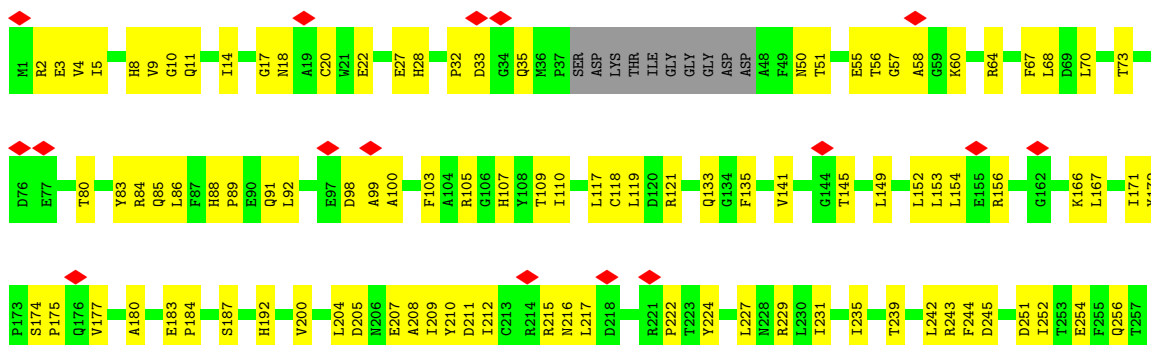 M1 R2 E3 V4 I5 H8 V9 G10 Q11 I14 G17 N18 A19 C20 W21 E22 E27 H28 P32 D33 G34 Q35 M36 P37 SER ASP LYS THR ILE GLY GLY GLY ASP ASP A48 F49 N50 T51 E55 T56 G57 A58 G59 K60 R64 F67 L68 D69 L70 T73
D76 E77 T80 Y83 R84 Q85 L86 F87 H88 P89 E90 Q91 L92 E97 D98 A99 A100 F103 A104 R105 G106 H107 Y108 T109 I110 L117 C118 L119 D120 R121 Q133 G134 F135 V141 G144 T145 L149 L152 L153 L154 E155 R156 G162 K166 L167 I171
P173 S174 P175 Q176 V177 A180 E183 P184 S187 H192 V200 L204 D205 N206 E207 A208 I209 Y210 D211 I212 C213 R214 R215 N216 L217 D218 R221 P222 T223 Y224 L227 N228 R229 L230 I231 I235 T239 L242 R243 F244 D245 D251 I252 T253 E254 F255 Q256 T257